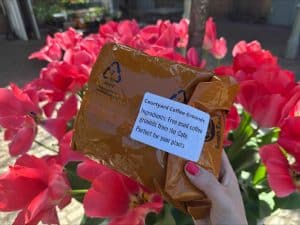 Courtyard Coffee Grounds
Ingredients: Free used coffee
grounds from the Cafe.
Perfect for your plants